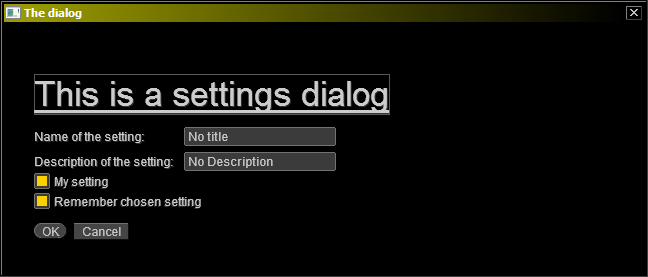 The dialog
This is a settings dialog
Name of the setting: No title
Description of the setting: No Description
My setting
Remember chosen setting
OK Cancel